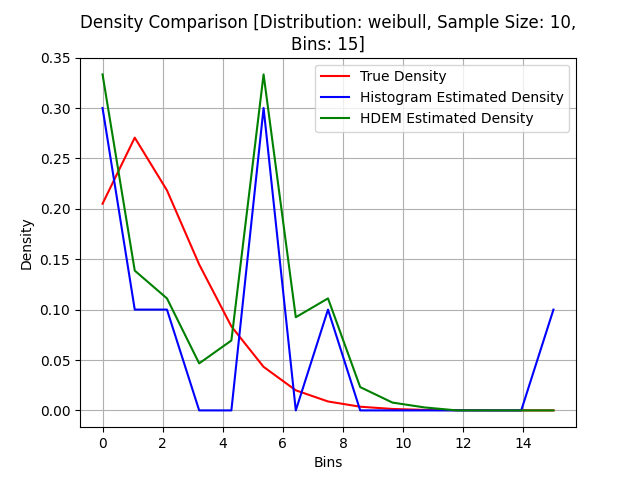 Density Comparison [Distribution: weibull, Sample Size: 10,
Bins: 15]
True Density
Histogram Estimated Density
HDEM Estimated Density
Density
0.35
0.30
0.25
0.20
0.15
0.10
0.05
0.00
0 2 4 6 8 10 12 14
Bins